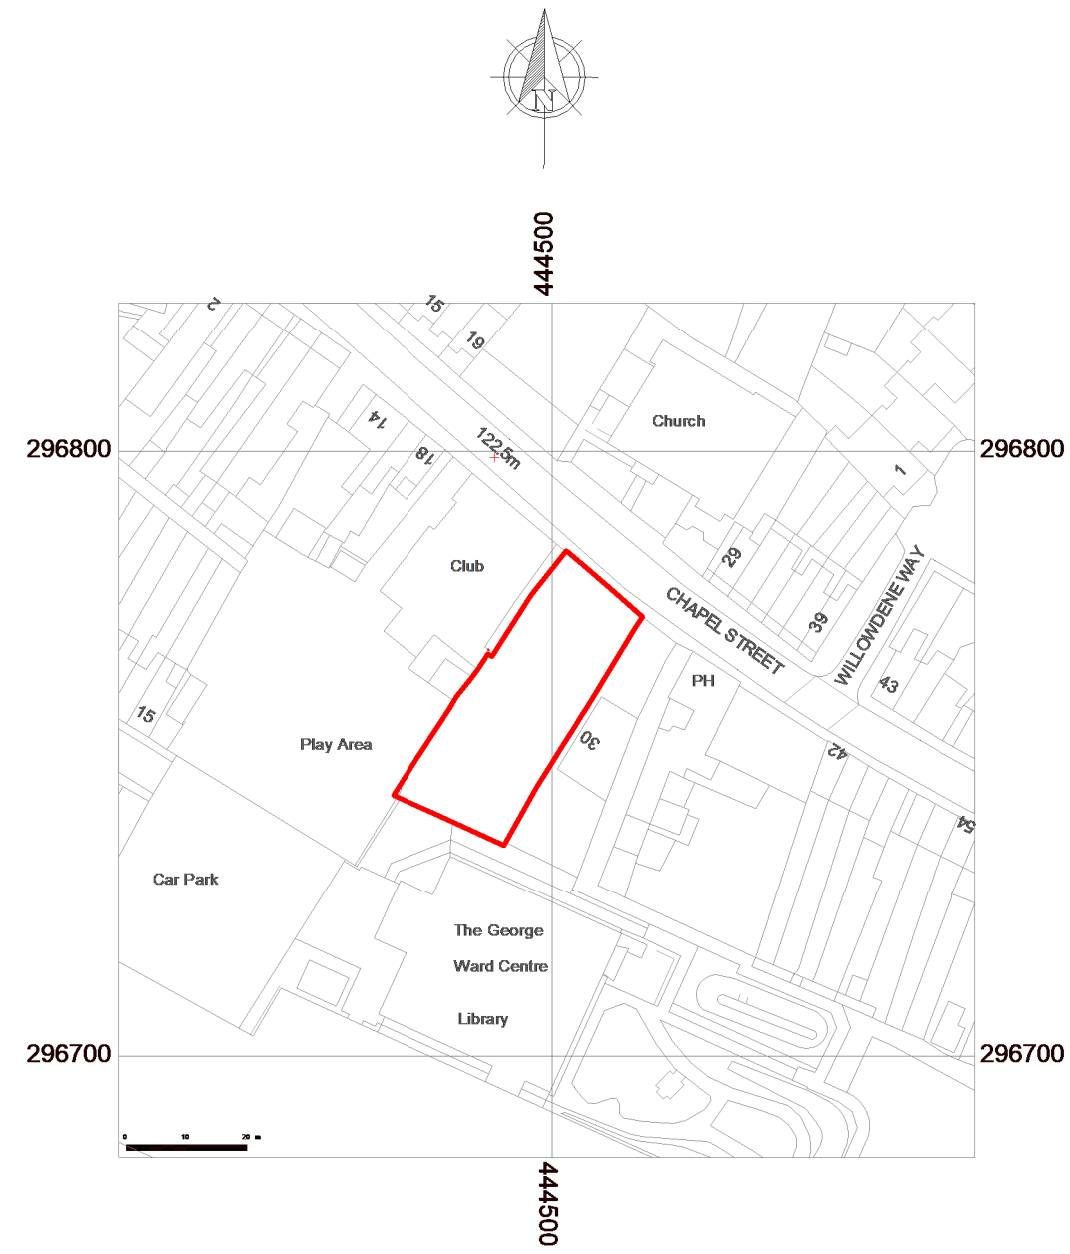 N
444500
2
15
19
14
18
122.5m
Church
296800
296800
1
Club
29
39
CHAPEL STREET
WILLOWDENE WAY
43
PH
15
Play Area
30
42
54
Car Park
The George
Ward Centre
Library
296700
296700
0 10 20 m
444500